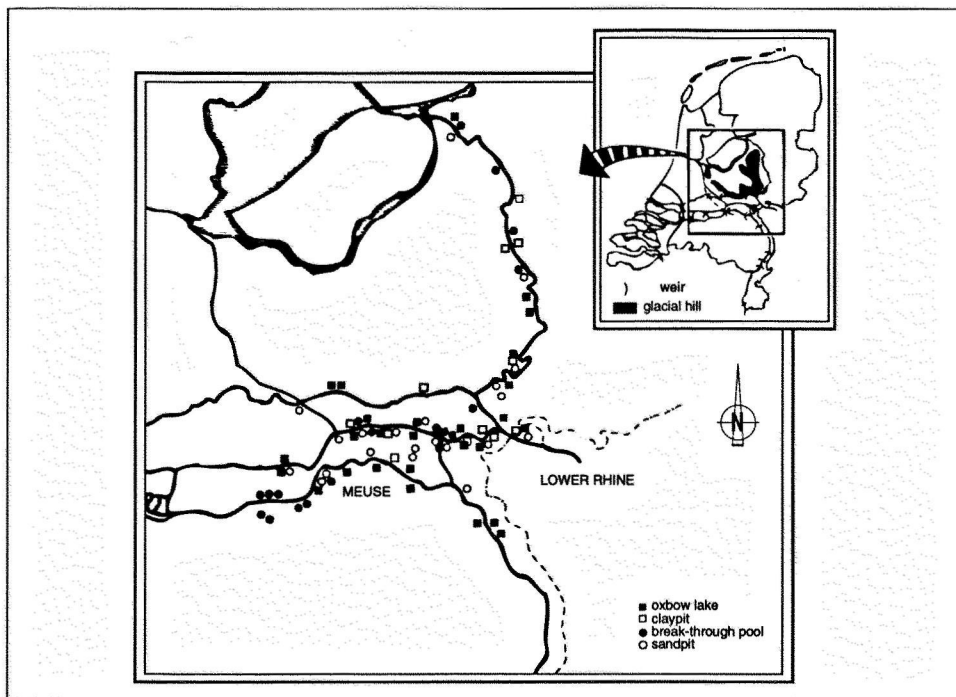 ) weir
glacial hill
N
LOWER RHINE
MEUSE
oxbow lake
claypit
break-through pool
sandpit